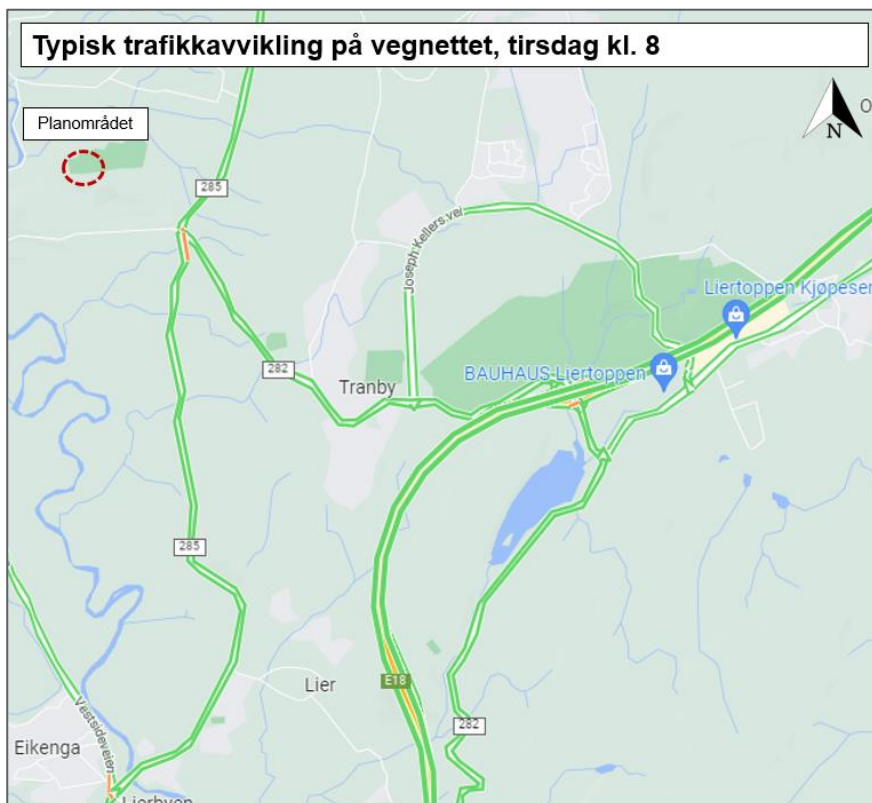 Typisk trafikkavvikling på vegnettet, tirsdag kl. 8
O
Planområdet
N
285
Joseph Kellers vei
Liertoppen Kjøpesen
282
BAUHAUS Liertoppen
Tranby
285
Lier
E18
282
Vestsideveien
Eikenga
Lierbyen